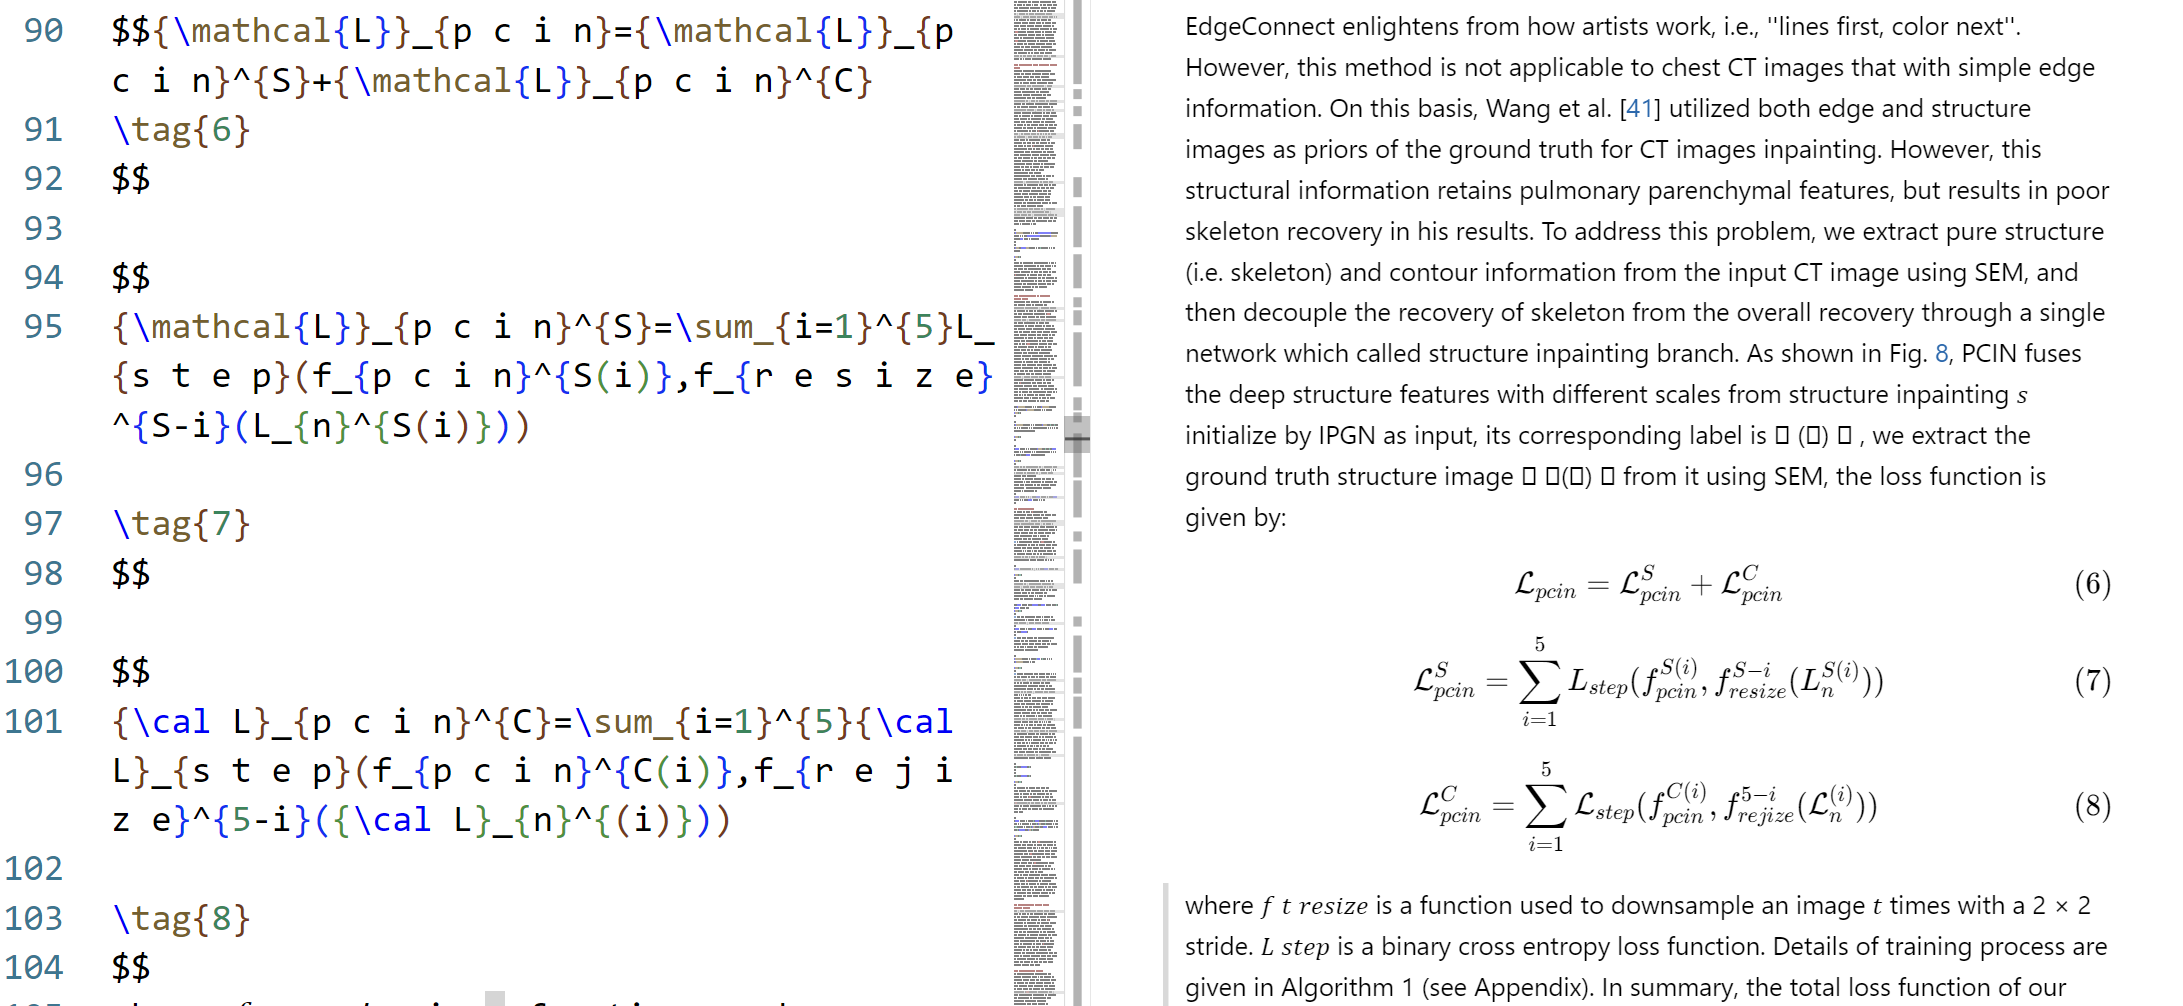 90 $${\mathcal{L}}_{p c i n}={\mathcal{L}}_{p
c i n}^{S}+{\mathcal{L}}_{p c i n}^{C}
91 \tag{6}
92 $$
93
94 $$
95 {\mathcal{L}}_{p c i n}^{S}=\sum_{i=1}^{5}L_
{s t e p}(f_{p c i n}^{S(i)},f_{r e s i z e}
^{S-i}(L_{n}^{S(i)}))
96
97 \tag{7}
98 $$
99
100 $$
101 {\cal L}_{p c i n}^{C}=\sum_{i=1}^{5}{\cal
L}_{s t e p}(f_{p c i n}^{C(i)},f_{r e j i
z e}^{5-i}({\cal L}_{n}^{(i)}))
102
103 \tag{8}
104 $$
EdgeConnect enlightens from how artists work, i.e., ''lines first, color next''.
However, this method is not applicable to chest CT images that with simple edge
information. On this basis, Wang et al. [41] utilized both edge and structure
images as priors of the ground truth for CT images inpainting. However, this
structural information retains pulmonary parenchymal features, but results in poor
skeleton recovery in his results. To address this problem, we extract pure structure
(i.e. skeleton) and contour information from the input CT image using SEM, and
then decouple the recovery of skeleton from the overall recovery through a single
network which called structure inpainting branch. As shown in Fig. 8, PCIN fuses
the deep structure features with different scales from structure inpainting 𝑠
initialize by IPGN as input, its corresponding label is ▯ (▯) ▯ , we extract the
ground truth structure image ▯ ▯(▯) ▯ from it using SEM, the loss function is
given by:
$\mathcal{L}_{pcin}=\mathcal{L}_{pcin}^{S}+\mathcal{L}_{pcin}^{C}$ (6)
$\mathcal{L}_{pcin}^{S}=\sum_{i=1}^{5}L_{step}(f_{pcin}^{S(i)},f_{resize}^{S-i}(L_{n}^{S(i)}))$ (7)
$\mathcal{L}_{pcin}^{C}=\sum_{i=1}^{5}\mathcal{L}_{step}(f_{pcin}^{C(i)},f_{rejize}^{5-i}(\mathcal{L}_{n}^{(i)}))$ (8)
where 𝑓 𝑡 𝑟𝑒𝑠𝑖𝑧𝑒 is a function used to downsample an image 𝑡 times with a 2 × 2
stride. 𝐿 𝑠𝑡𝑒𝑝 is a binary cross entropy loss function. Details of training process are
given in Algorithm 1 (see Appendix). In summary, the total loss function of our